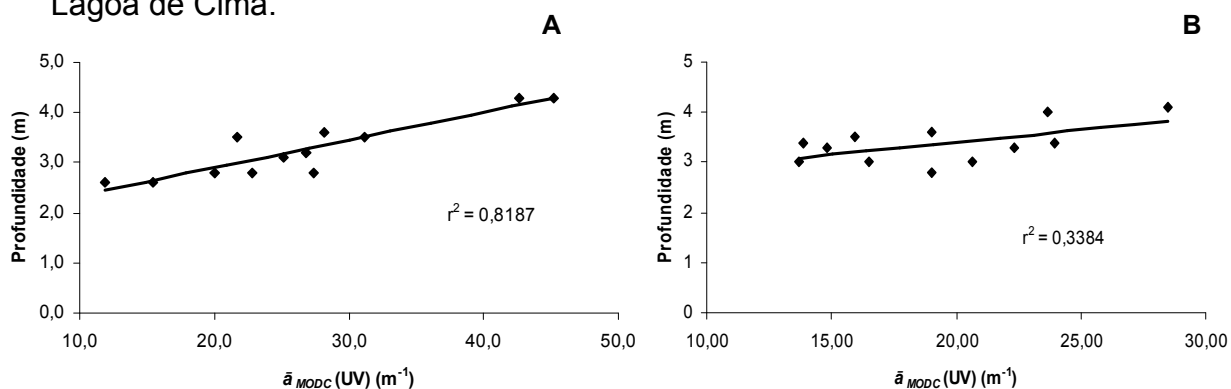 Lagoa de Cima.
A
B
Profundidade (m)
5,0
4,0
3,0
2,0
1,0
0,0
r² = 0,8187
10,0 20,0 30,0 40,0 50,0
ā MODC (UV) (m⁻¹)
Profundidade (m)
5
4
3
2
1
0
r² = 0,3384
10,00 15,00 20,00 25,00 30,00
ā MODC (UV) (m⁻¹)